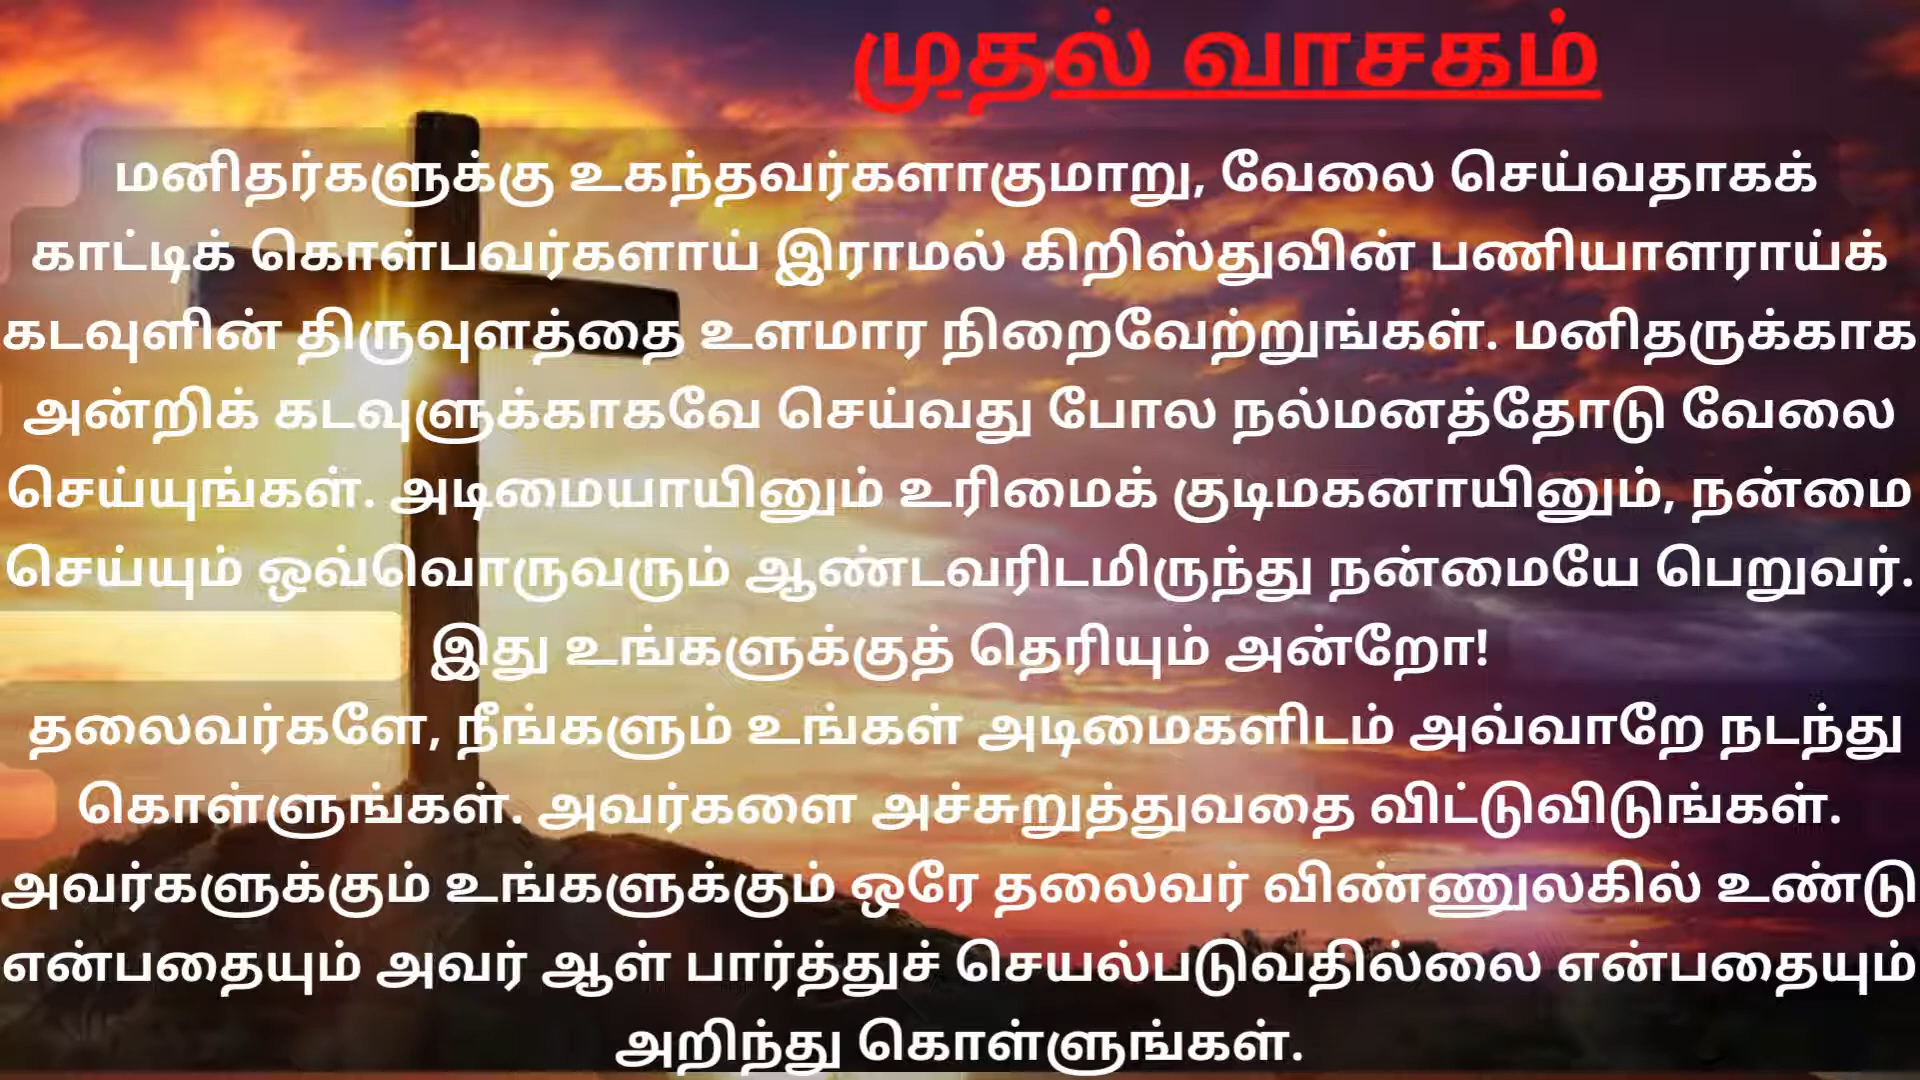 முதல் வாசகம்
மனிதர்களுக்கு உகந்தவர்களாகுமாறு, வேலை செய்வதாகக்
காட்டிக் கொள்பவர்களாய் இராமல் கிறிஸ்துவின் பணியாளராய்க்
கடவுளின் திருவுளத்தை உளமார நிறைவேற்றுங்கள். மனிதருக்காக
அன்றிக் கடவுளுக்காகவே செய்வது போல நல்மனத்தோடு வேலை
செய்யுங்கள். அடிமையாயினும் உரிமைக் குடிமகனாயினும், நன்மை
செய்யும் ஒவ்வொருவரும் ஆண்டவரிடமிருந்து நன்மையே பெறுவர்.
இது உங்களுக்குத் தெரியும் அன்றோ!
தலைவர்களே, நீங்களும் உங்கள் அடிமைகளிடம் அவ்வாறே நடந்து
கொள்ளுங்கள். அவர்களை அச்சுறுத்துவதை விட்டுவிடுங்கள்.
அவர்களுக்கும் உங்களுக்கும் ஒரே தலைவர் விண்ணுலகில் உண்டு
என்பதையும் அவர் ஆள் பார்த்துச் செயல்படுவதில்லை என்பதையும்
அறிந்து கொள்ளுங்கள்.